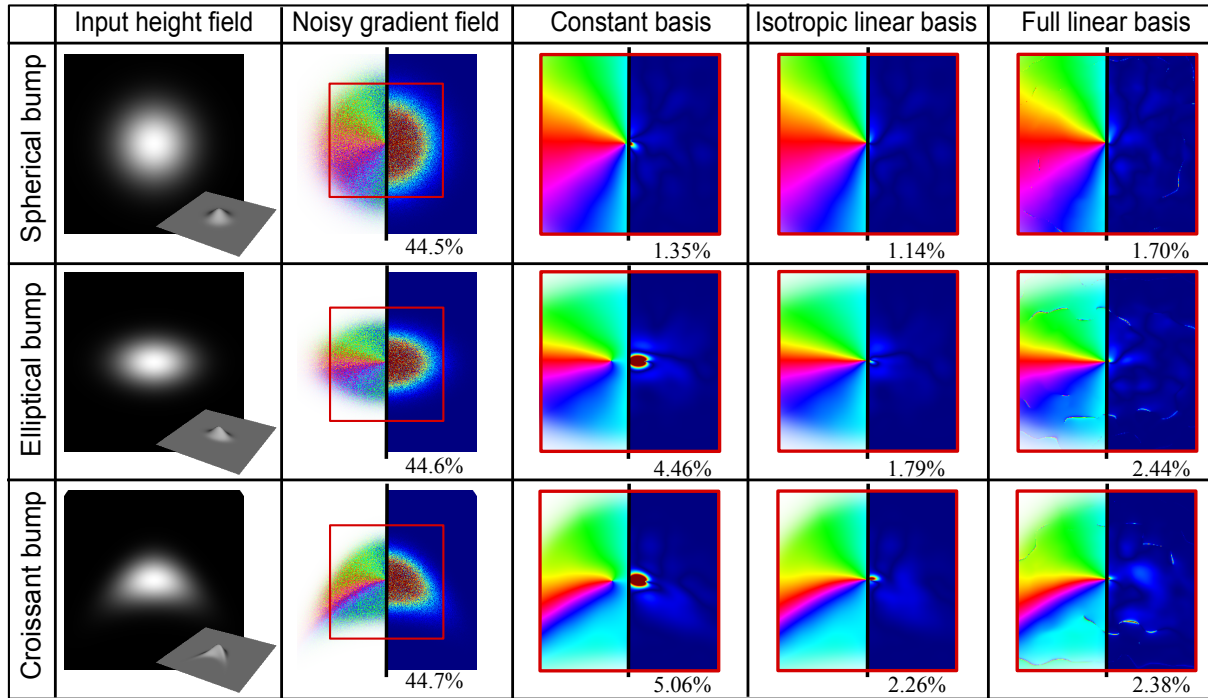 Input height field Noisy gradient field Constant basis Isotropic linear basis Full linear basis
Spherical bump
44.5% 1.35% 1.14% 1.70%
Elliptical bump
44.6% 4.46% 1.79% 2.44%
Croissant bump
44.7% 5.06% 2.26% 2.38%